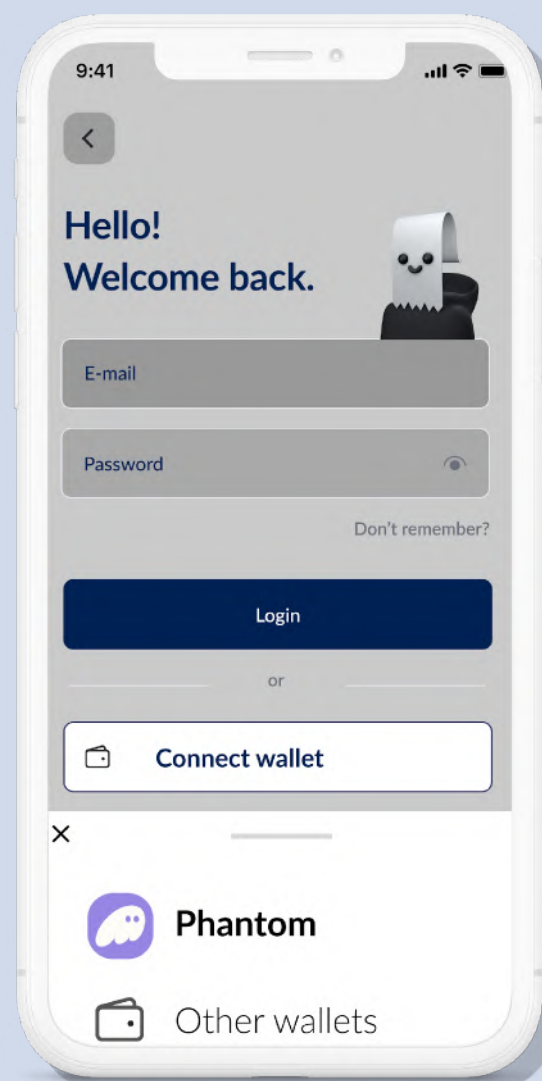 9:41
Hello!
Welcome back.
E-mail
Password
Don't remember?
Login
or
Connect wallet
Phantom
Other wallets